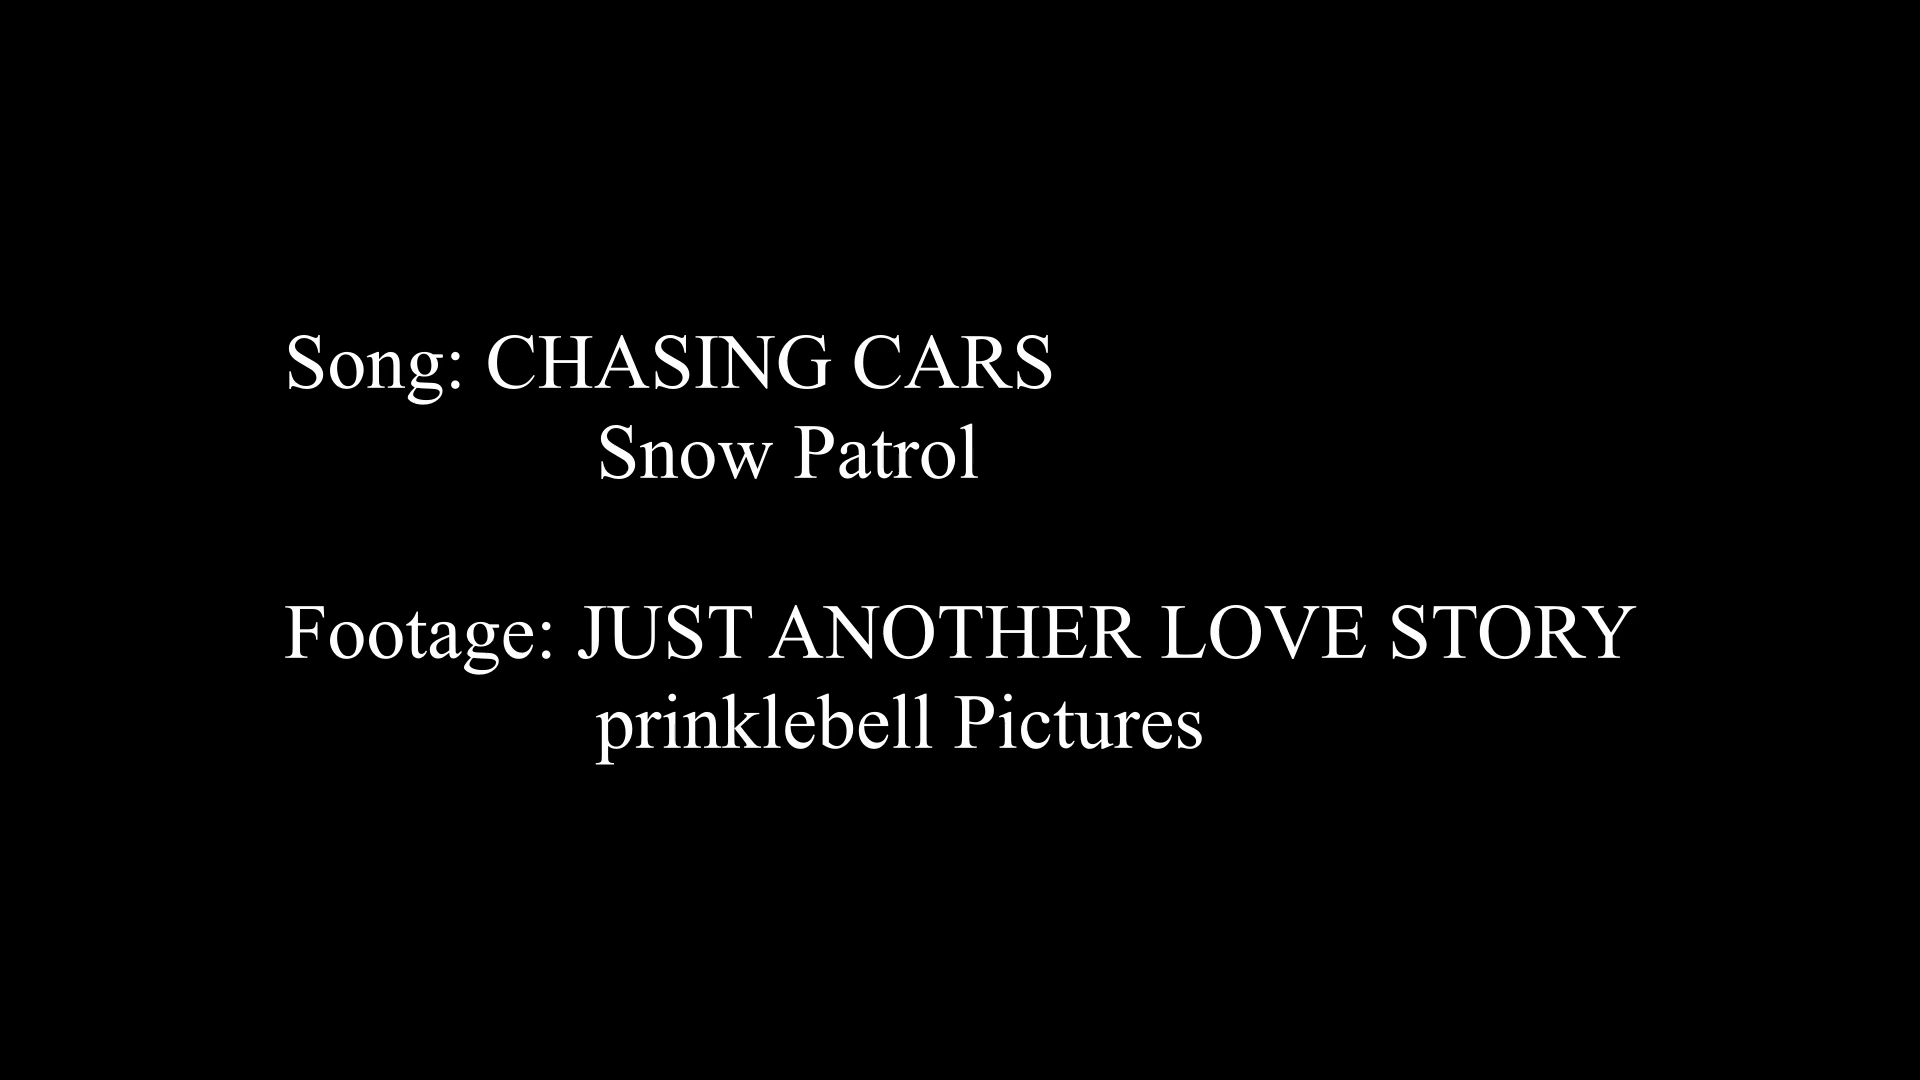 Song: CHASING CARS
Snow Patrol
Footage: JUST ANOTHER LOVE STORY
prinklebell Pictures